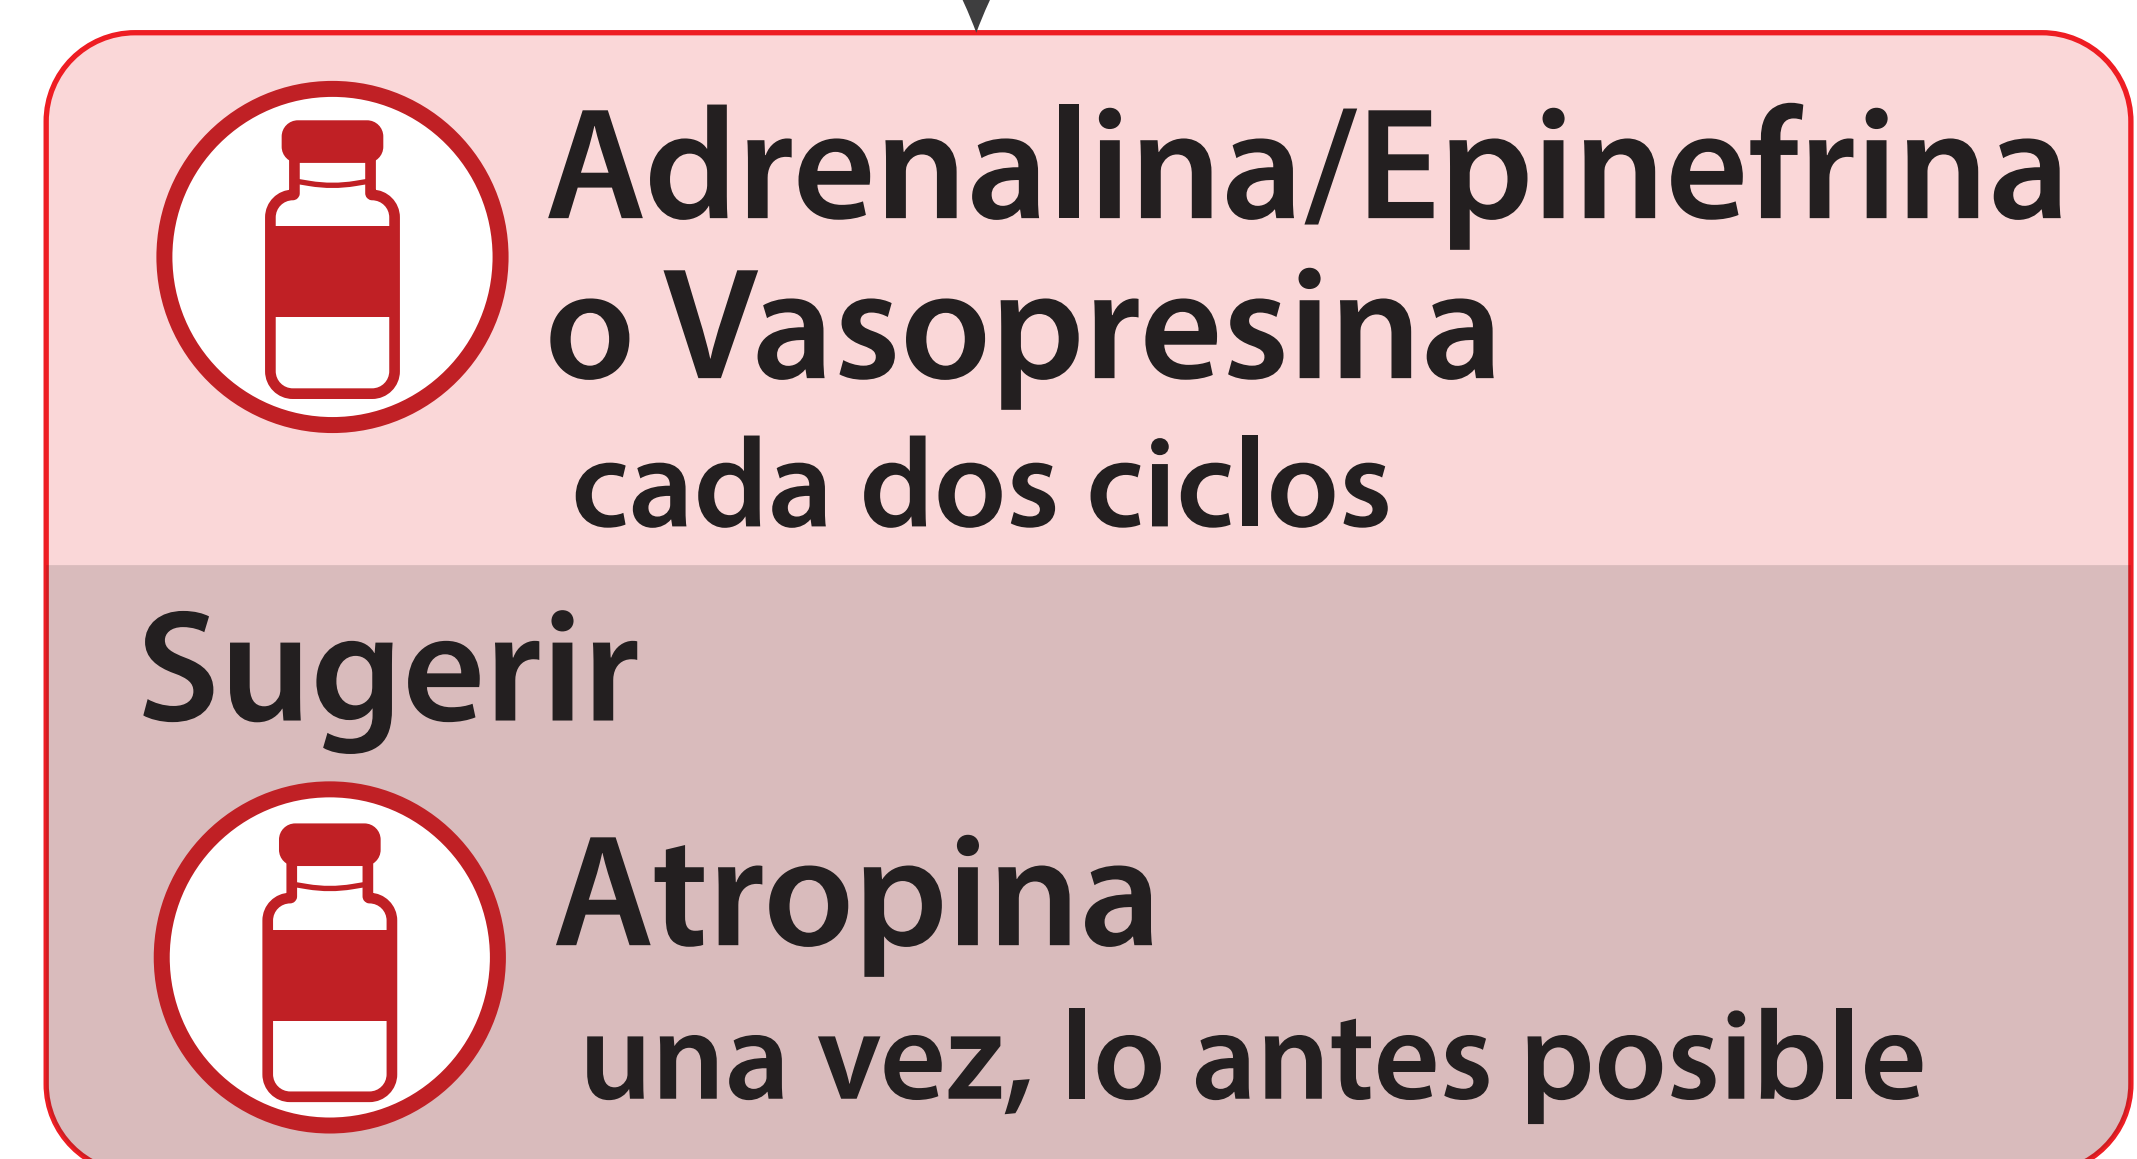 Adrenalina/Epinefrina
o Vasopresina
cada dos ciclos
Sugerir
Atropina
una vez, lo antes posible